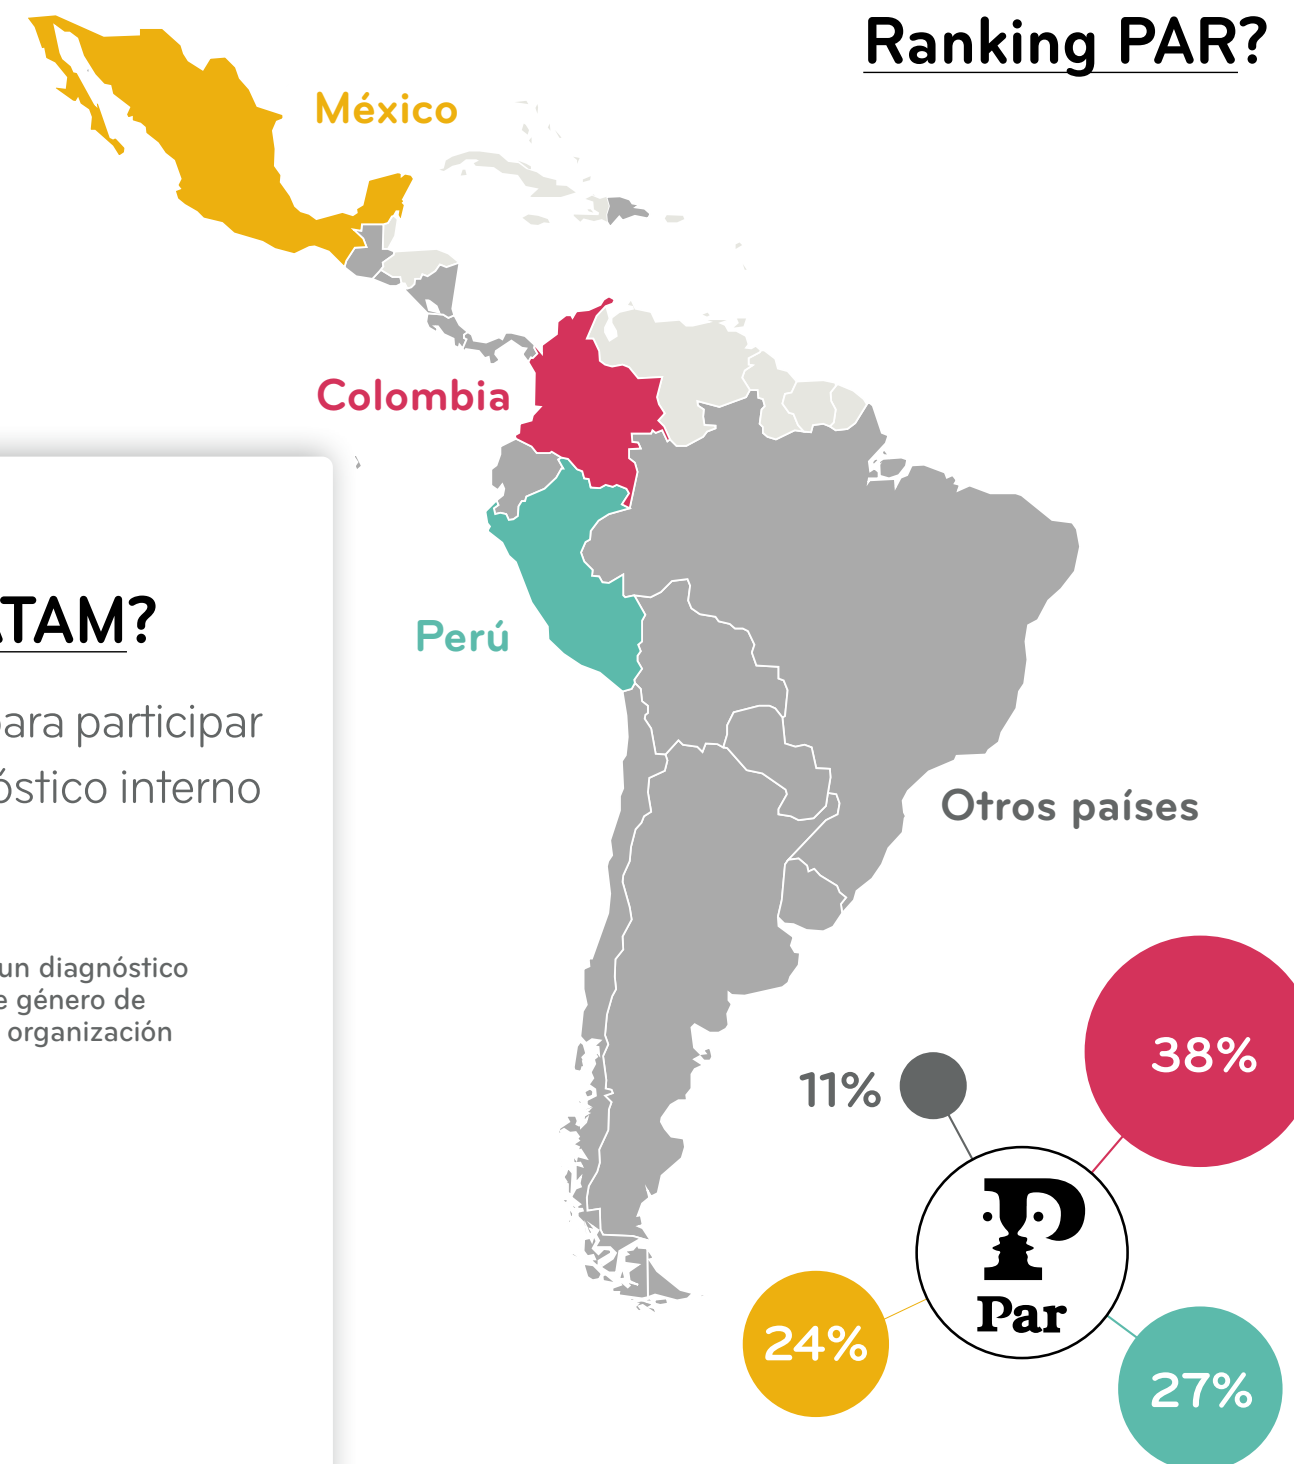 Ranking PAR?
México
Colombia
TAM?
para participar
óstico interno
Perú
Otros países
un diagnóstico
e género de
organización
38%
11%
Par
24%
27%